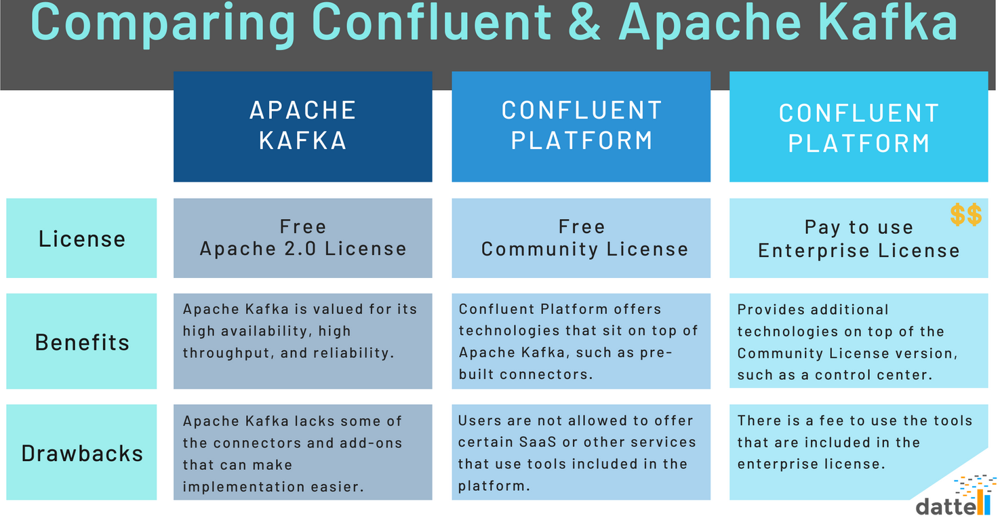 Comparing Confluent & Apache Kafka
APACHE
KAFKA
CONFLUENT
PLATFORM
CONFLUENT
PLATFORM
License
Free
Apache 2.0 License
Free
Community License
$$
Pay to use
Enterprise License
Benefits
Apache Kafka is valued for its
high availability, high
throughput, and reliability.
Confluent Platform offers
technologies that sit on top of
Apache Kafka, such as pre-
built connectors.
Provides additional
technologies on top of the
Community License version,
such as a control center.
Drawbacks
Apache Kafka lacks some of
the connectors and add-ons
that can make
implementation easier.
Users are not allowed to offer
certain SaaS or other services
that use tools included in the
platform.
There is a fee to use the tools
that are included in the
enterprise license.
dattell